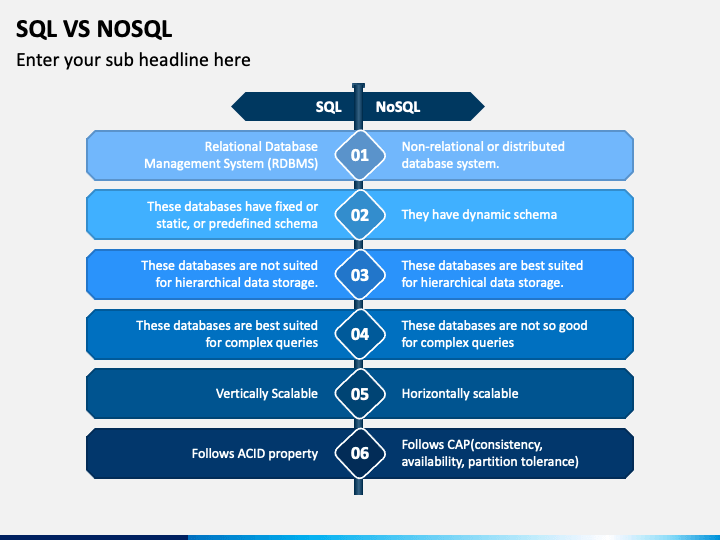 SQL VS NOSQL
Enter your sub headline here
SQL
NoSQL
Relational Database
Management System (RDBMS)
01
Non-relational or distributed
database system.
These databases have fixed or
static, or predefined schema
02
They have dynamic schema
These databases are not suited
for hierarchical data storage.
03
These databases are best suited
for hierarchical data storage.
These databases are best suited
for complex queries
04
These databases are not so good
for complex queries
Vertically Scalable
05
Horizontally scalable
Follows ACID property
06
Follows CAP(consistency,
availability, partition tolerance)